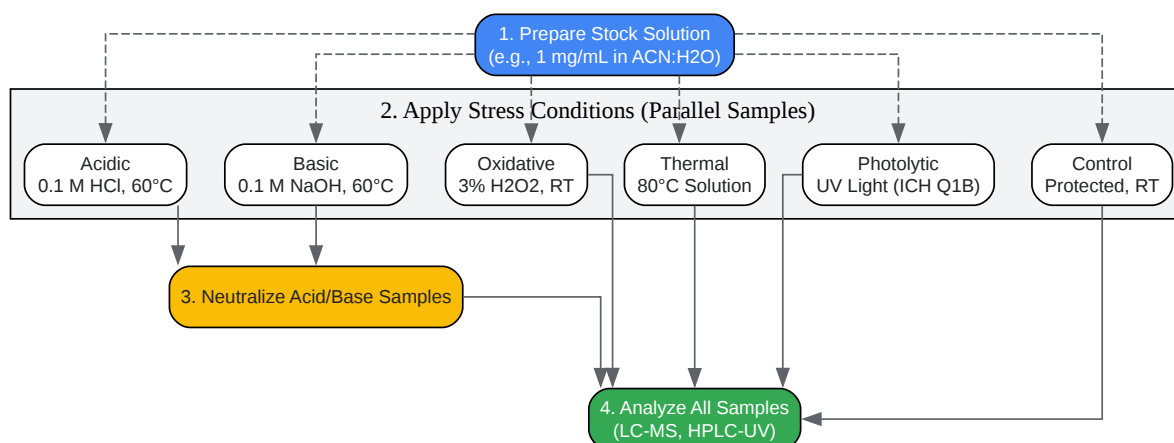 1. Prepare Stock Solution
(e.g., 1 mg/mL in ACN:H2O)
2. Apply Stress Conditions (Parallel Samples)
Acidic
0.1 M HCl, 60°C
Basic
0.1 M NaOH, 60°C
Oxidative
3% H2O2, RT
Thermal
80°C Solution
Photolytic
UV Light (ICH Q1B)
Control
Protected, RT
3. Neutralize Acid/Base Samples
4. Analyze All Samples
(LC-MS, HPLC-UV)